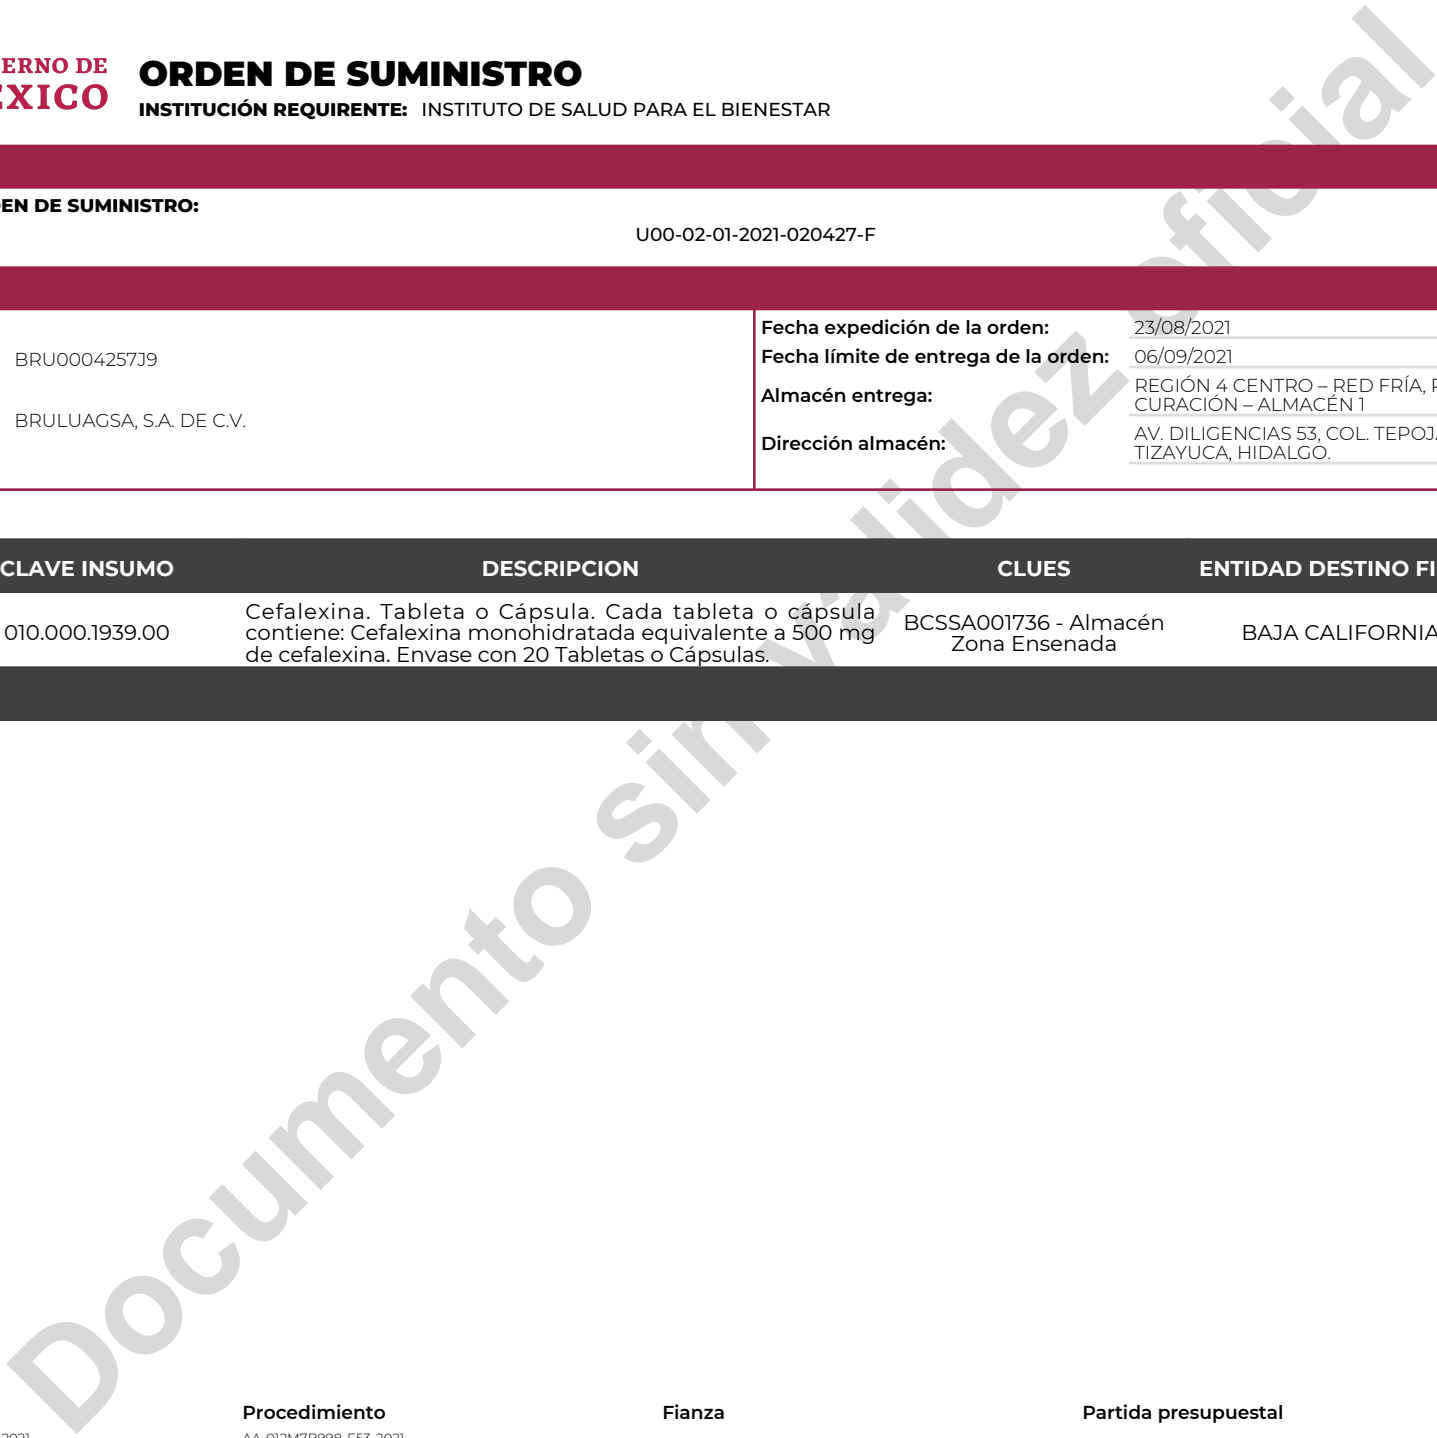 ERNO DE
ORDEN DE SUMINISTRO
EXICO
INSTITUCIÓN REQUIRENTE: INSTITUTO DE SALUD PARA EL BIENESTAR
EN DE SUMINISTRO:
U00-02-01-2021-020427-F
Fecha expedición de la orden: 23/08/2021
BRU0004257J9
Fecha límite de entrega de la orden: 06/09/2021
Almacén entrega: REGIÓN 4 CENTRO – RED FRÍA,
CURACIÓN – ALMACÉN 1
BRULUAGSA, S.A. DE C.V.
Dirección almacén: AV. DILIGENCIAS 53, COL. TEPOJ
TIZAYUCA, HIDALGO.
CLAVE INSUMO DESCRIPCION CLUES ENTIDAD DESTINO FI
010.000.1939.00
Cefalexina. Tableta o Cápsula. Cada tableta o cápsula
contiene: Cefalexina monohidratada equivalente a 500 mg
de cefalexina. Envase con 20 Tabletas o Cápsulas.
BCSSA001736 - Almacén
Zona Ensenada
BAJA CALIFORNIA
Documento sin validez oficial
Procedimiento Fianza Partida presupuestal